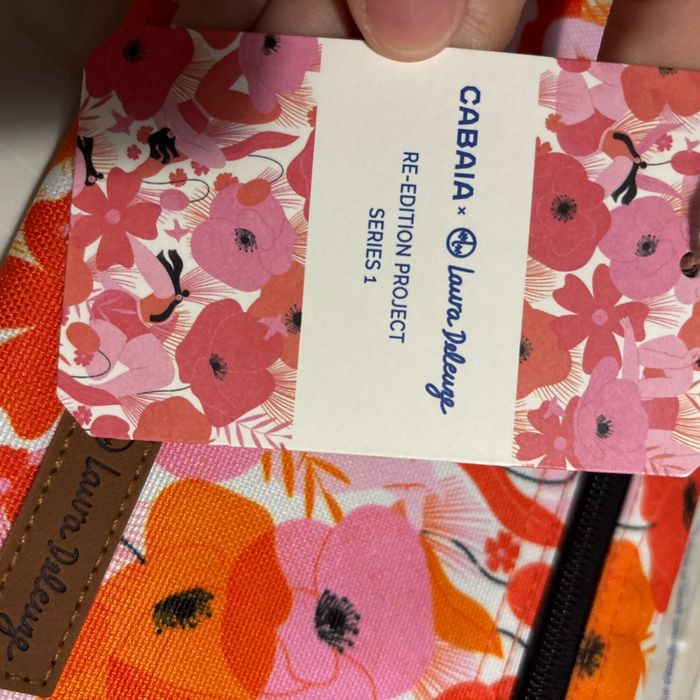 CABAIA × Laura Deleuze
RE-EDITION PROJECT
SERIES 1
Laura Deleuze